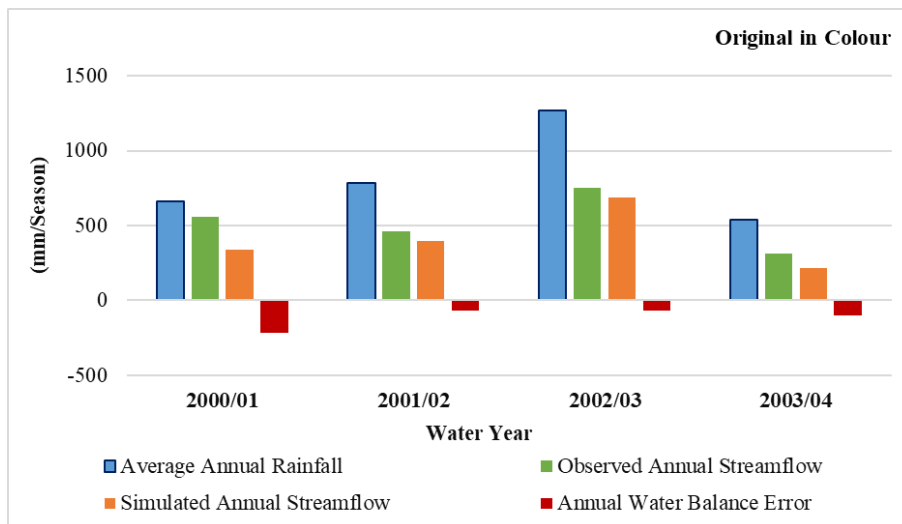 Original in Colour
(mm/Season)
1500
1000
500
0
-500
2000/01 2001/02 2002/03 2003/04
Water Year
Average Annual Rainfall Observed Annual Streamflow
Simulated Annual Streamflow Annual Water Balance Error